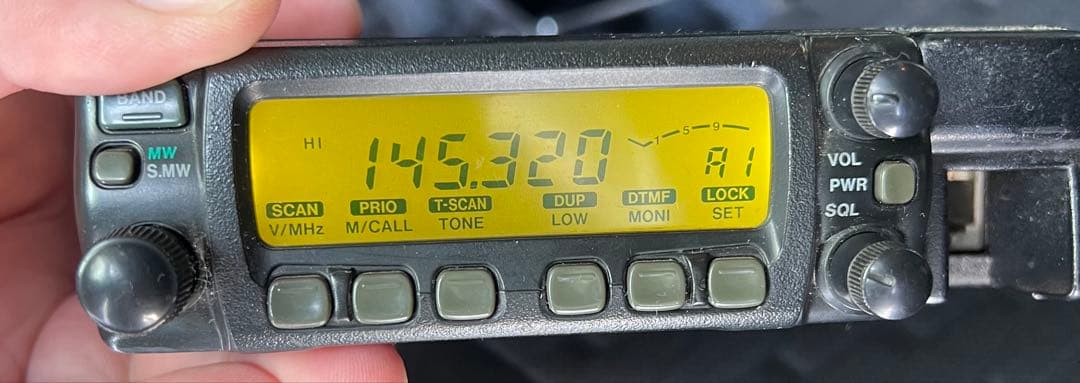 BAND
MW
S.MW
HI
145.320
1 5 9
A1
SCAN PRIO T-SCAN DUP DTMF LOCK
V/MHz M/CALL TONE LOW MONI SET
VOL
PWR
SQL